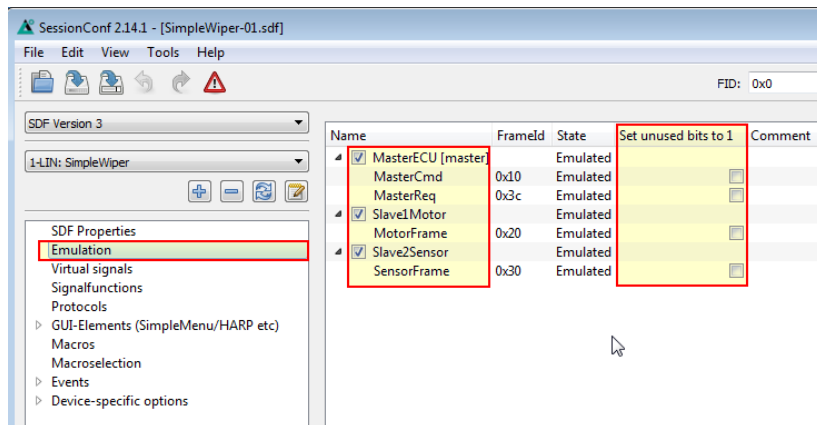 SessionConf 2.14.1 - [SimpleWiper-01.sdf]
File Edit View Tools Help
FID: 0x0
SDF Version 3
1-LIN: SimpleWiper
SDF Properties
Emulation
Virtual signals
Signalfunctions
Protocols
GUI-Elements (SimpleMenu/HARP etc)
Macros
Macroselection
Events
Device-specific options
Name FrameId State Set unused bits to 1 Comment
MasterECU [master] Emulated
MasterCmd 0x10 Emulated
MasterReq 0x3c Emulated
Slave1Motor Emulated
MotorFrame 0x20 Emulated
Slave2Sensor Emulated
SensorFrame 0x30 Emulated